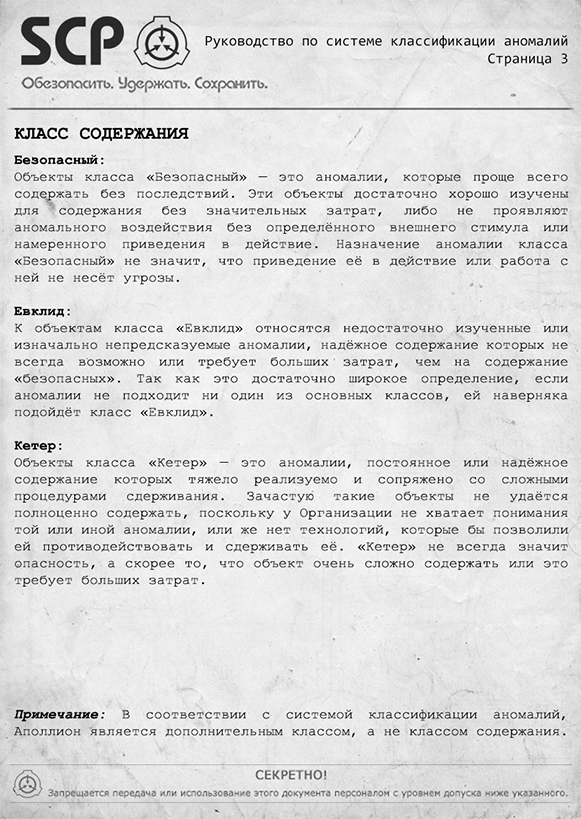 SCP
Руководство по системе классификации аномалий
Страница 3
Обезопасить. Удержать. Сохранить.
КЛАСС СОДЕРЖАНИЯ
Безопасный:
Объекты класса «Безопасный» — это аномалии, которые проще всего
содержать без последствий. Эти объекты достаточно хорошо изучены
для содержания без значительных затрат, либо не проявляют
аномального воздействия без определённого внешнего стимула или
намеренного приведения в действие. Назначение аномалии класса
«Безопасный» не значит, что приведение её в действие или работа с
ней не несёт угрозы.
Евклид:
К объектам класса «Евклид» относятся недостаточно изученные или
изначально непредсказуемые аномалии, надёжное содержание которых не
всегда возможно или требует больших затрат, чем на содержание
«безопасных». Так как это достаточно широкое определение, если
аномалии не подходит ни один из основных классов, ей наверняка
подойдёт класс «Евклид».
Кетер:
Объекты класса «Кетер» — это аномалии, постоянное или надёжное
содержание которых тяжело реализуемо и сопряжено со сложными
процедурами сдерживания. Зачастую такие объекты не удаётся
полноценно содержать, поскольку у Организации не хватает понимания
той или иной аномалии, или же нет технологий, которые бы позволили
ей противодействовать и сдерживать её. «Кетер» не всегда значит
опасность, а скорее то, что объект очень сложно содержать или это
требует больших затрат.
Примечание: В соответствии с системой классификации аномалий,
Аполлион является дополнительным классом, а не классом содержания.
СЕКРЕТНО!
Запрещается передача или использование этого документа персоналом с уровнем допуска ниже указанного.